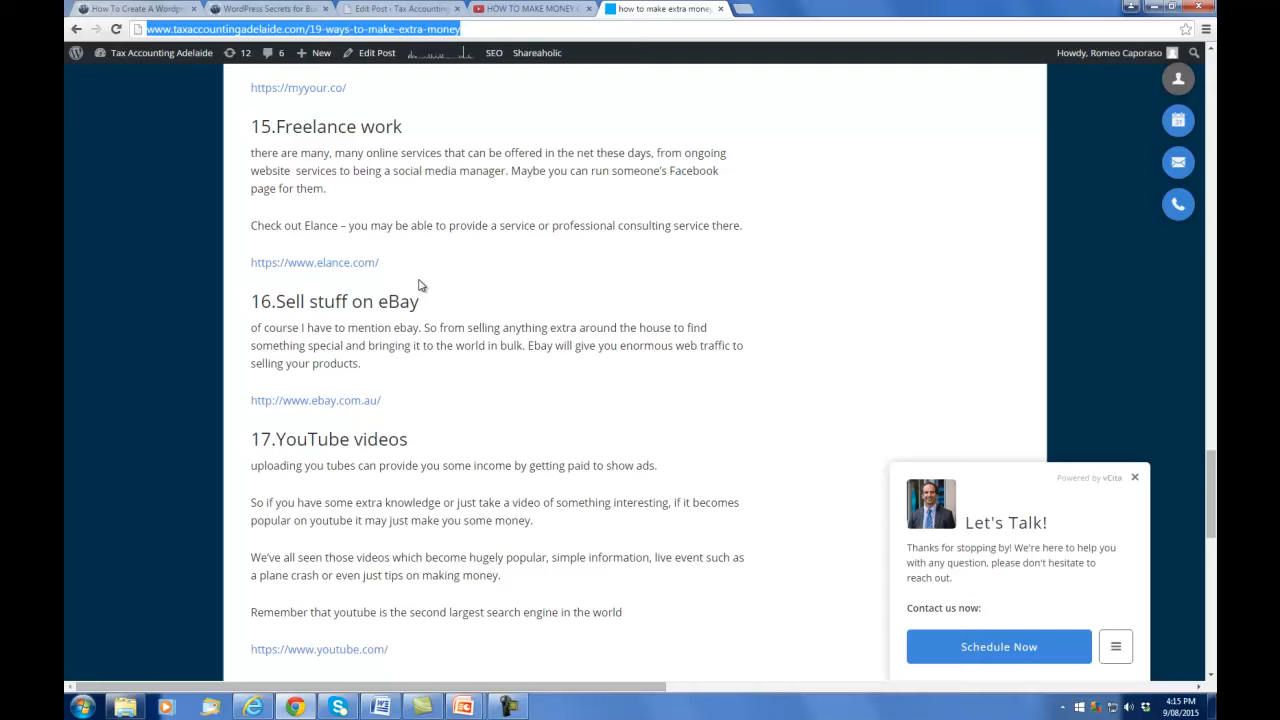 How To Create A Wordpr
WordPress Secrets for Bu
Edit Post - Tax Accounting
HOW TO MAKE MONEY
how to make extra money
www.taxaccountingadelaide.com/19-ways-to-make-extra-money
Tax Accounting Adelaide 12 6 + New Edit Post SEO Shareaholic Howdy, Romeo Caporaso
https://myyour.co/
15.Freelance work
there are many, many online services that can be offered in the net these days, from ongoing
website services to being a social media manager. Maybe you can run someone's Facebook
page for them.
Check out Elance – you may be able to provide a service or professional consulting service there.
https://www.elance.com/
16.Sell stuff on eBay
of course I have to mention ebay. So from selling anything extra around the house to find
something special and bringing it to the world in bulk. Ebay will give you enormous web traffic to
selling your products.
http://www.ebay.com.au/
17.YouTube videos
uploading you tubes can provide you some income by getting paid to show ads.
So if you have some extra knowledge or just take a video of something interesting, if it becomes
popular on youtube it may just make you some money.
We've all seen those videos which become hugely popular, simple information, live event such as
a plane crash or even just tips on making money.
Remember that youtube is the second largest search engine in the world
https://www.youtube.com/
31
Powered by vCita
Let's Talk!
Thanks for stopping by! We're here to help you
with any question, please don't hesitate to
reach out.
Contact us now:
Schedule Now
4:15 PM
9/08/2015